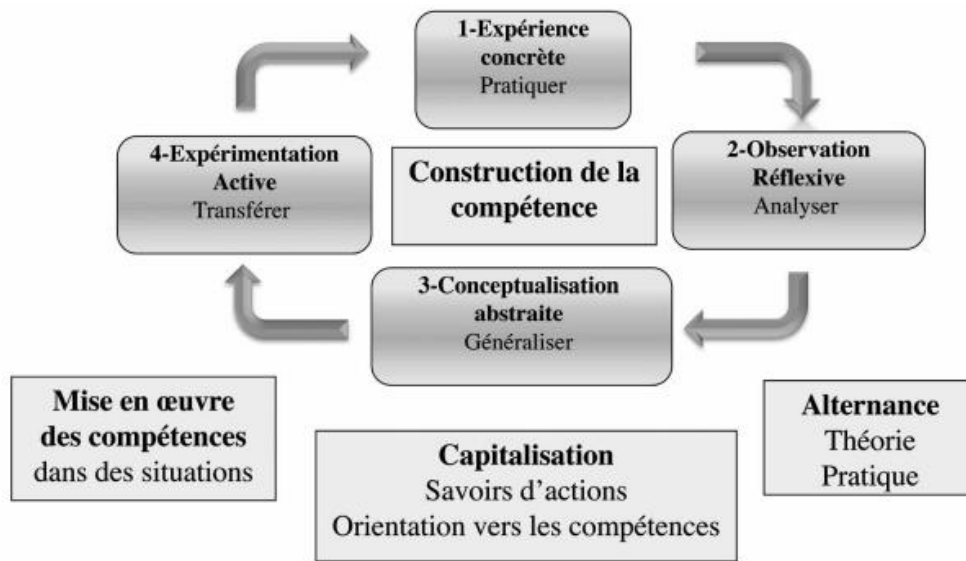 1-Expérience
concrète
Pratiquer
2-Observation
Réflexive
Analyser
3-Conceptualisation
abstraite
Généraliser
4-Expérimentation
Active
Transférer
Construction de la
compétence
Mise en œuvre
des compétences
dans des situations
Capitalisation
Savoirs d’actions
Orientation vers les compétences
Alternance
Théorie
Pratique